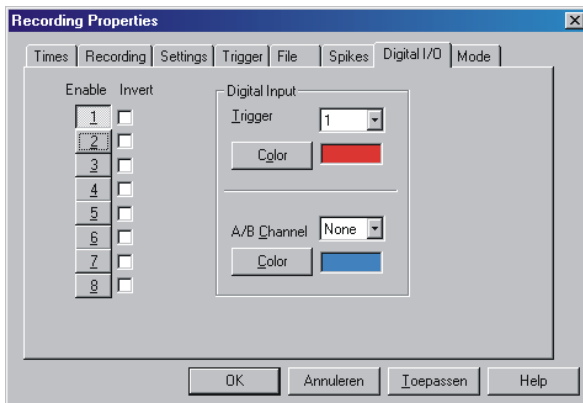 Recording Properties
Times Recording Settings Trigger File Spikes Digital I/O Mode
Enable Invert
1
2
3
4
5
6
7
8
Digital Input
Trigger 1
Color
A/B Channel None
Color
OK Annuleren Toepassen Help